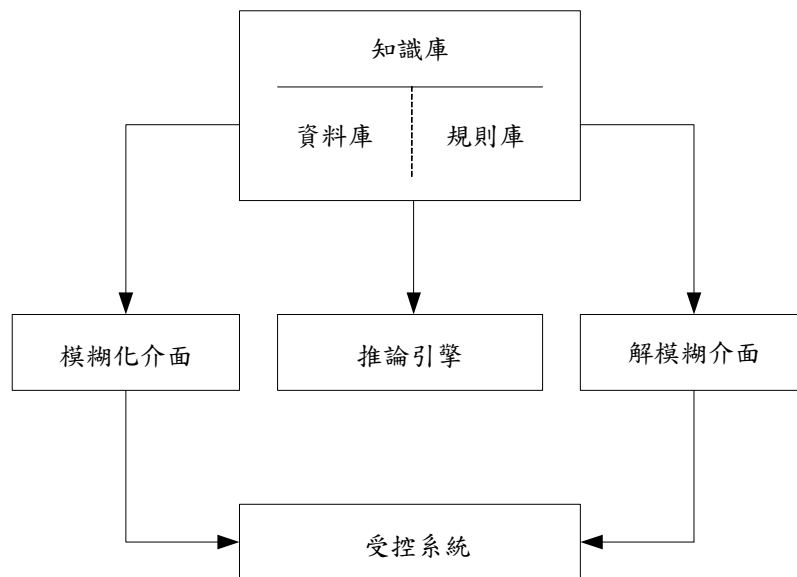 知識庫
資料庫
規則庫
模糊化介面
推論引擎
解模糊介面
受控系統